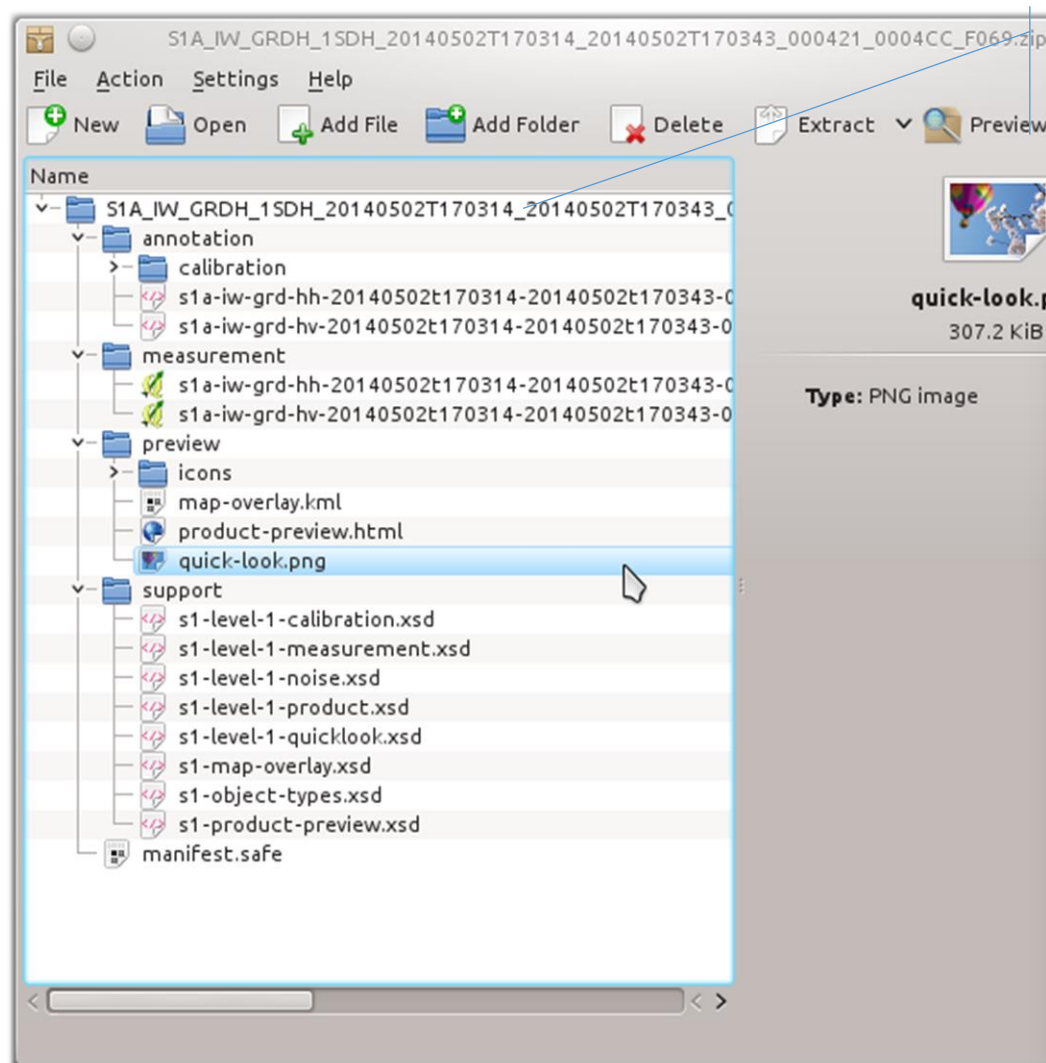 S1A_IW_GRDH_1SDH_20140502T170314_20140502T170343_000421_0004CC_F069.zip
File Action Settings Help
New Open Add File Add Folder Delete Extract Preview
Name
S1A_IW_GRDH_1SDH_20140502T170314_20140502T170343_0
annotation
calibration
s1a-iw-grd-hh-20140502t170314-20140502t170343-0
s1a-iw-grd-hv-20140502t170314-20140502t170343-0
measurement
s1a-iw-grd-hh-20140502t170314-20140502t170343-0
s1a-iw-grd-hv-20140502t170314-20140502t170343-0
preview
icons
map-overlay.kml
product-preview.html
quick-look.png
support
s1-level-1-calibration.xsd
s1-level-1-measurement.xsd
s1-level-1-noise.xsd
s1-level-1-product.xsd
s1-level-1-quicklook.xsd
s1-map-overlay.xsd
s1-object-types.xsd
s1-product-preview.xsd
manifest.safe
quick-look.p
307.2 KiB
Type: PNG image